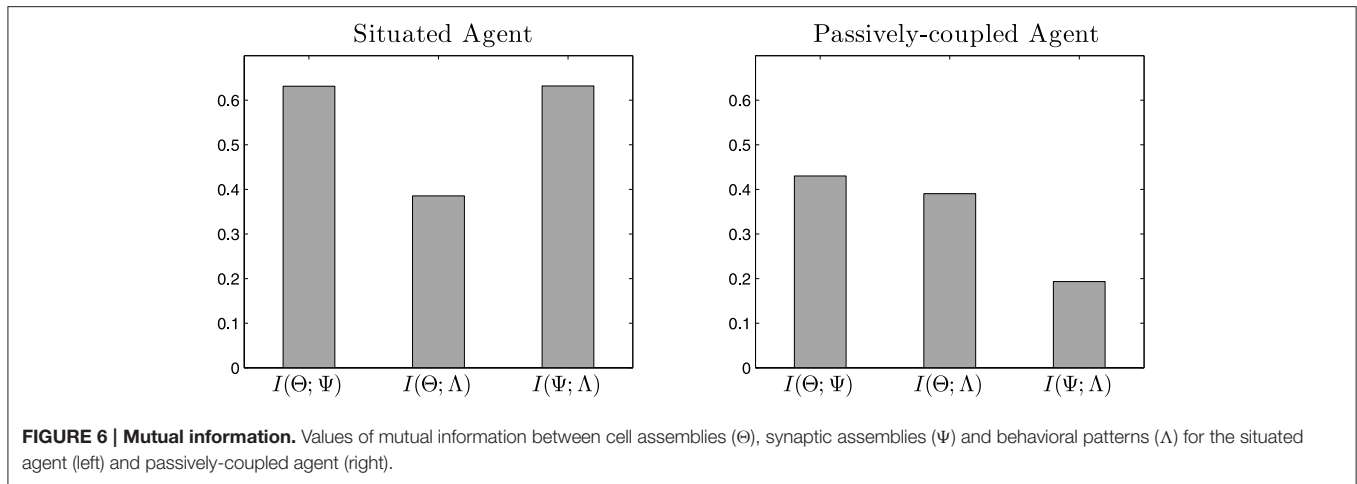 Situated Agent
0.6
0.5
0.4
0.3
0.2
0.1
0
I(Θ; Ψ) I(Θ; Λ) I(Ψ; Λ)
Passively-coupled Agent
0.6
0.5
0.4
0.3
0.2
0.1
0
I(Θ; Ψ) I(Θ; Λ) I(Ψ; Λ)
FIGURE 6 | Mutual information. Values of mutual information between cell assemblies (Θ), synaptic assemblies (Ψ) and behavioral patterns (Λ) for the situated
agent (left) and passively-coupled agent (right).